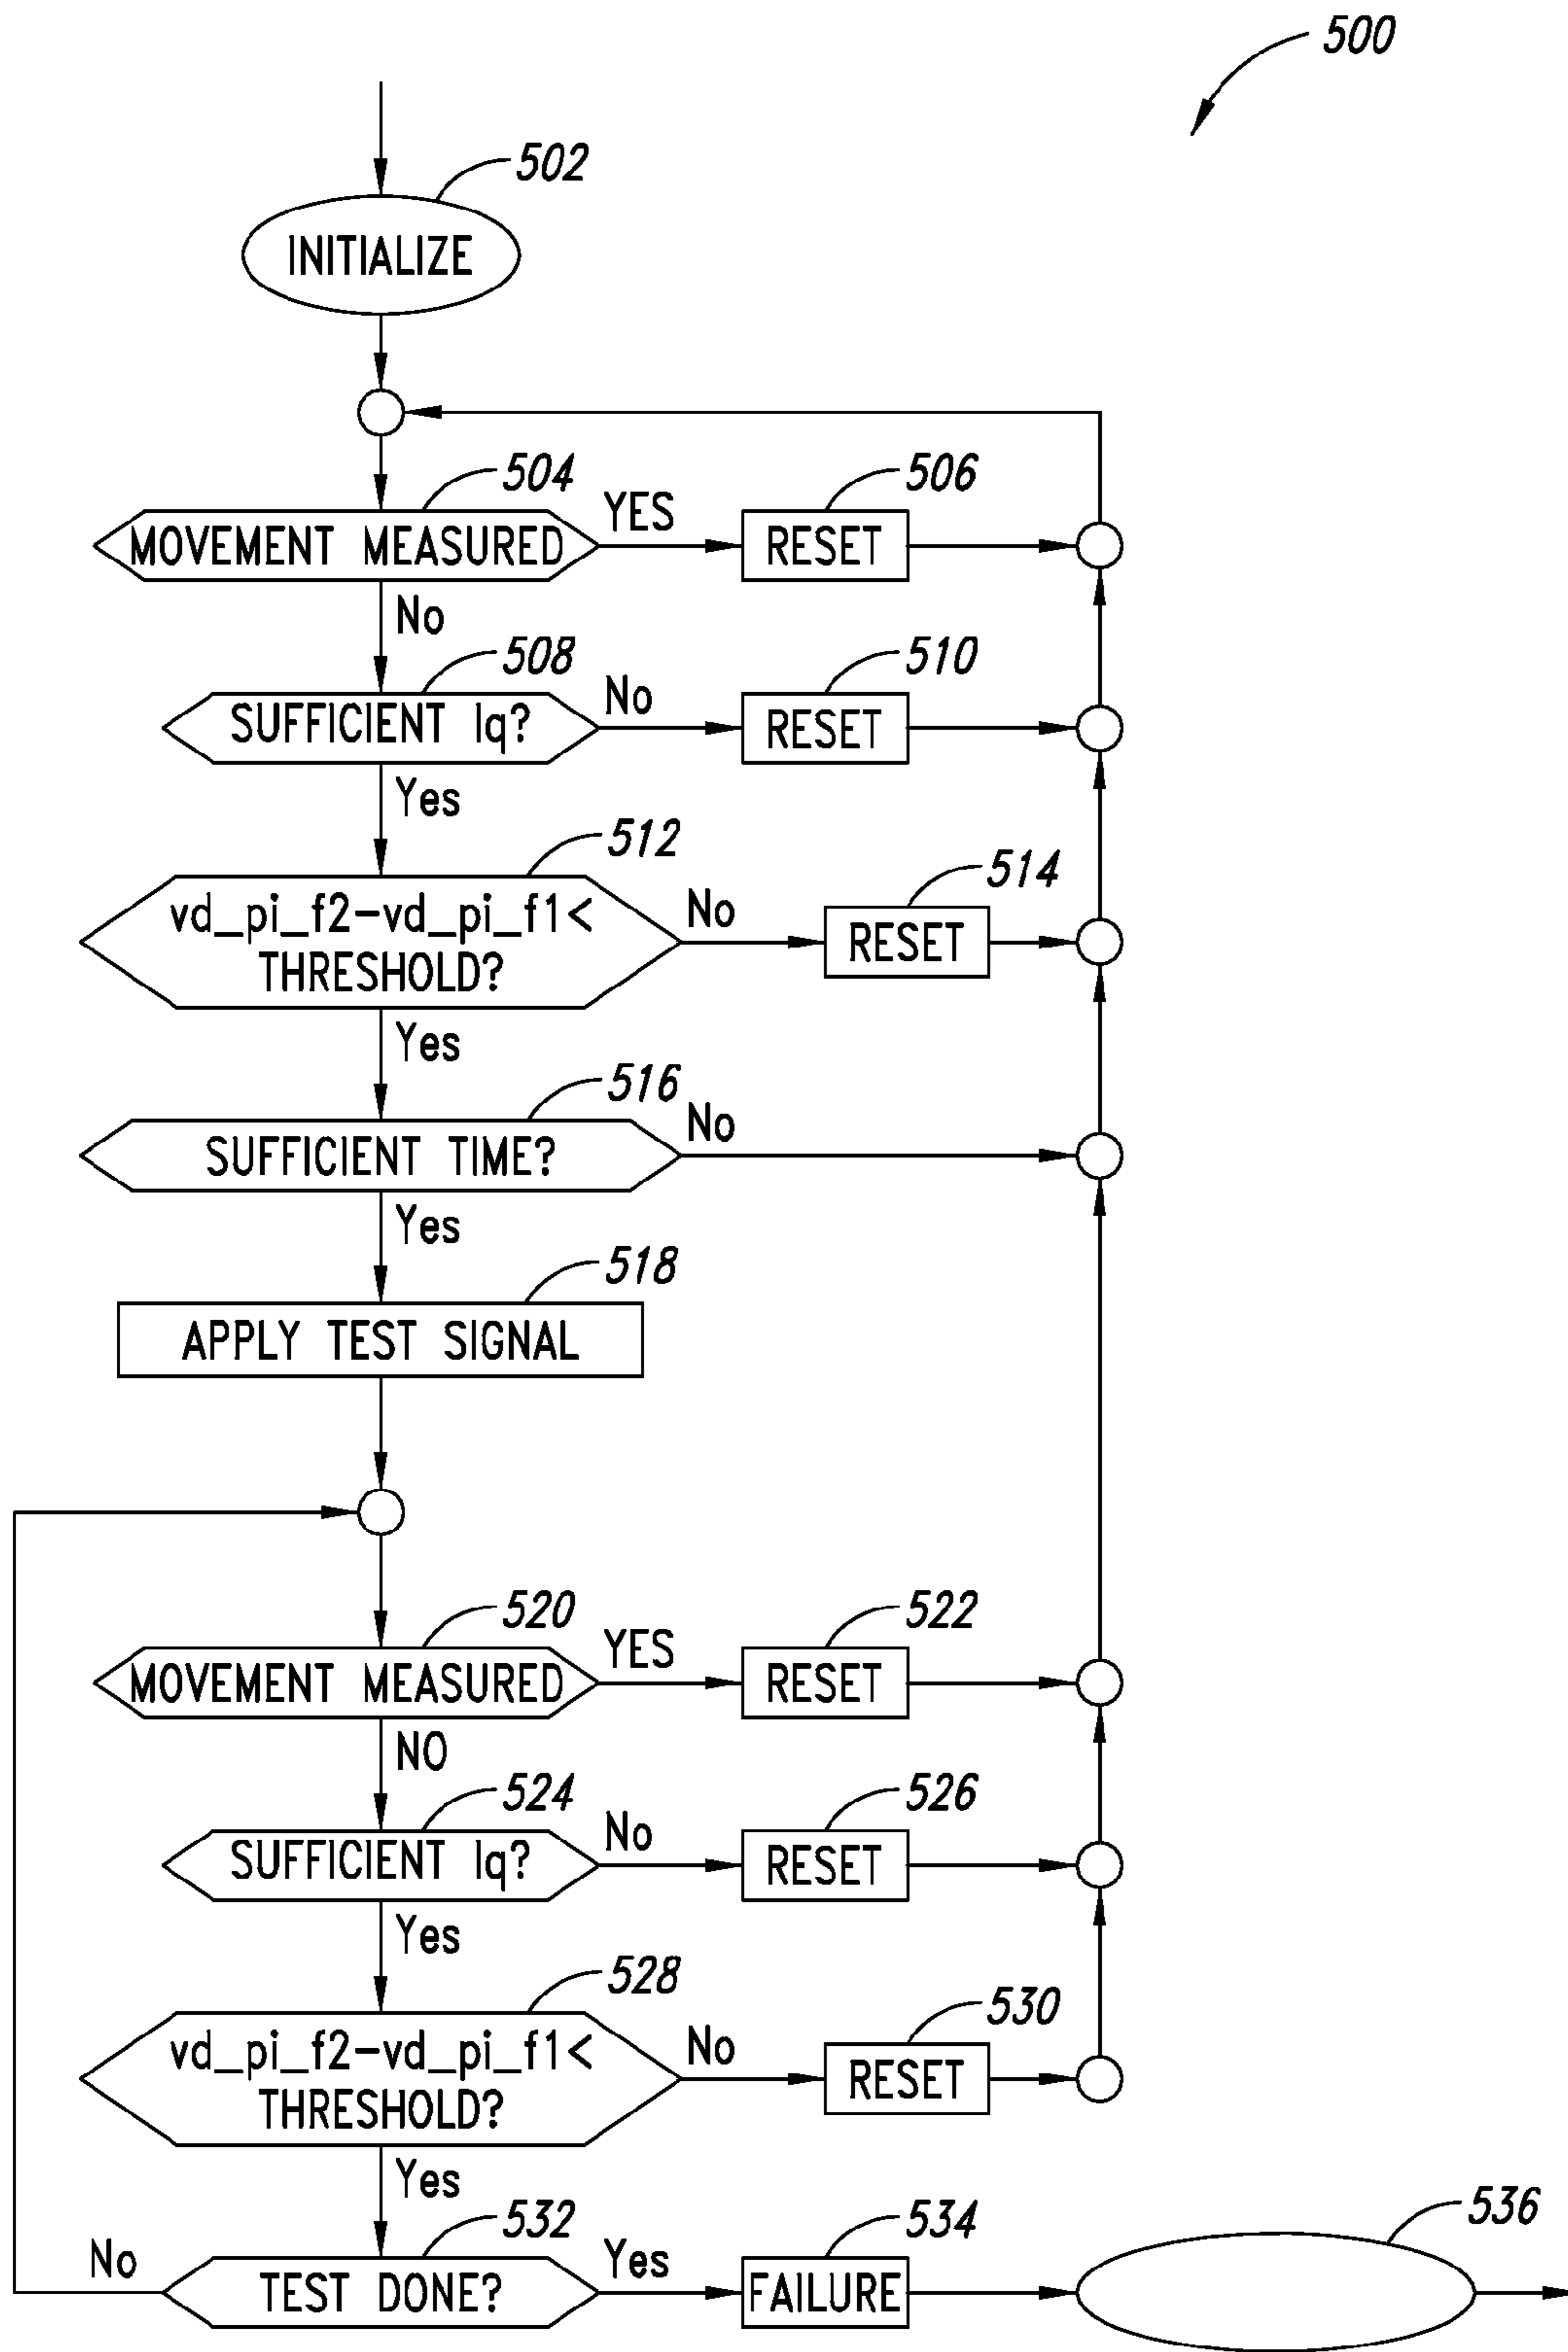 500
502
INITIALIZE
504
MOVEMENT MEASURED
YES
506
RESET
No
508
SUFFICIENT Iq?
No
510
RESET
Yes
512
vd_pi_f2-vd_pi_f1<
THRESHOLD?
No
514
RESET
Yes
516
SUFFICIENT TIME?
No
Yes
518
APPLY TEST SIGNAL
520
MOVEMENT MEASURED
YES
522
RESET
NO
524
SUFFICIENT Iq?
No
526
RESET
Yes
528
vd_pi_f2-vd_pi_f1<
THRESHOLD?
No
530
RESET
Yes
532
No
TEST DONE?
Yes
534
FAILURE
536